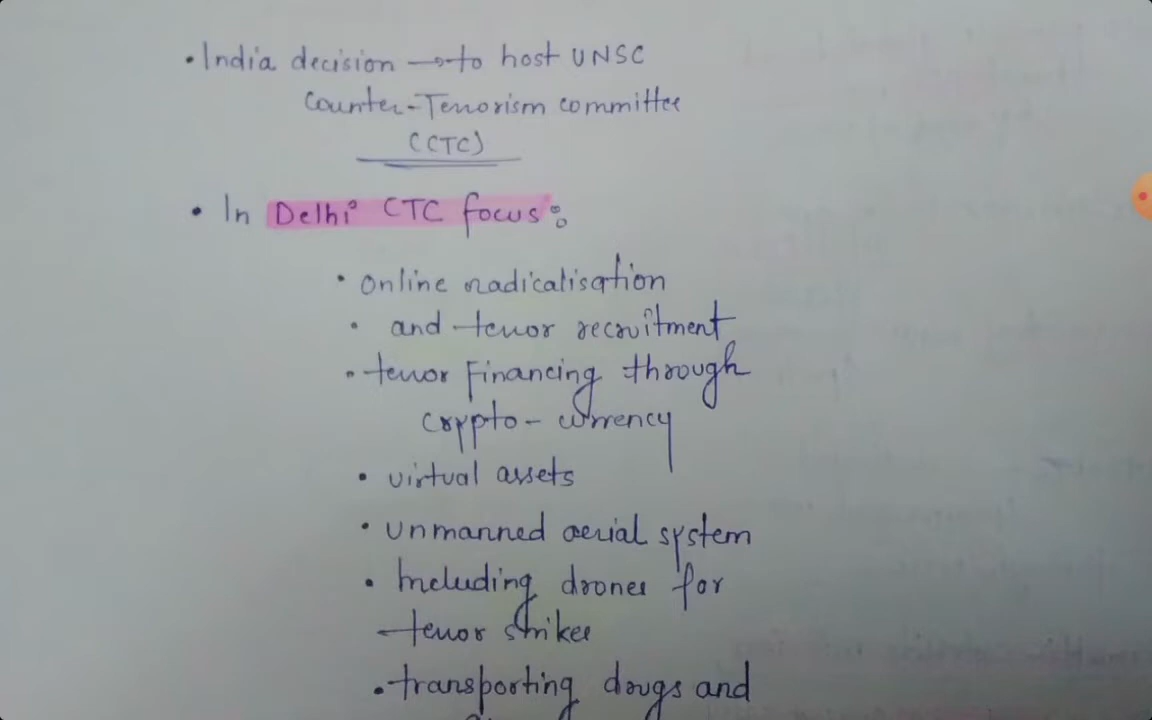 • India decision → to host UNSC
Counter-Terrorism committee
(CTC)
• In Delhi CTC focus:
• online radicalisation
• and terror recruitment
• terror Financing through
crypto-currency
• virtual assets
• unmanned aerial system
• Including drones for
terror strikes
• transporting drugs and